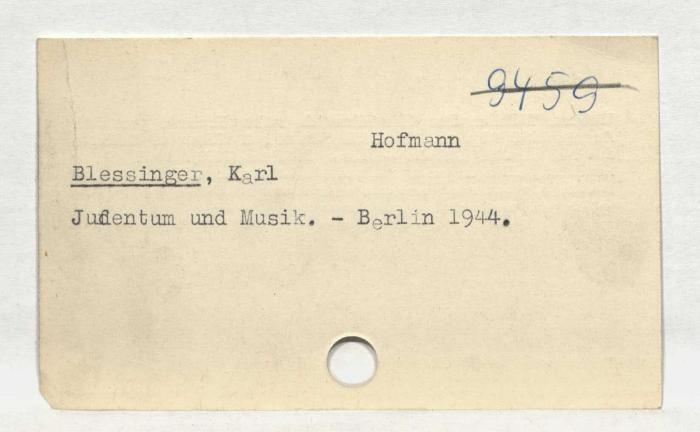 9459
Hofmann
Blessinger, Karl
Judentum und Musik. - Berlin 1944.